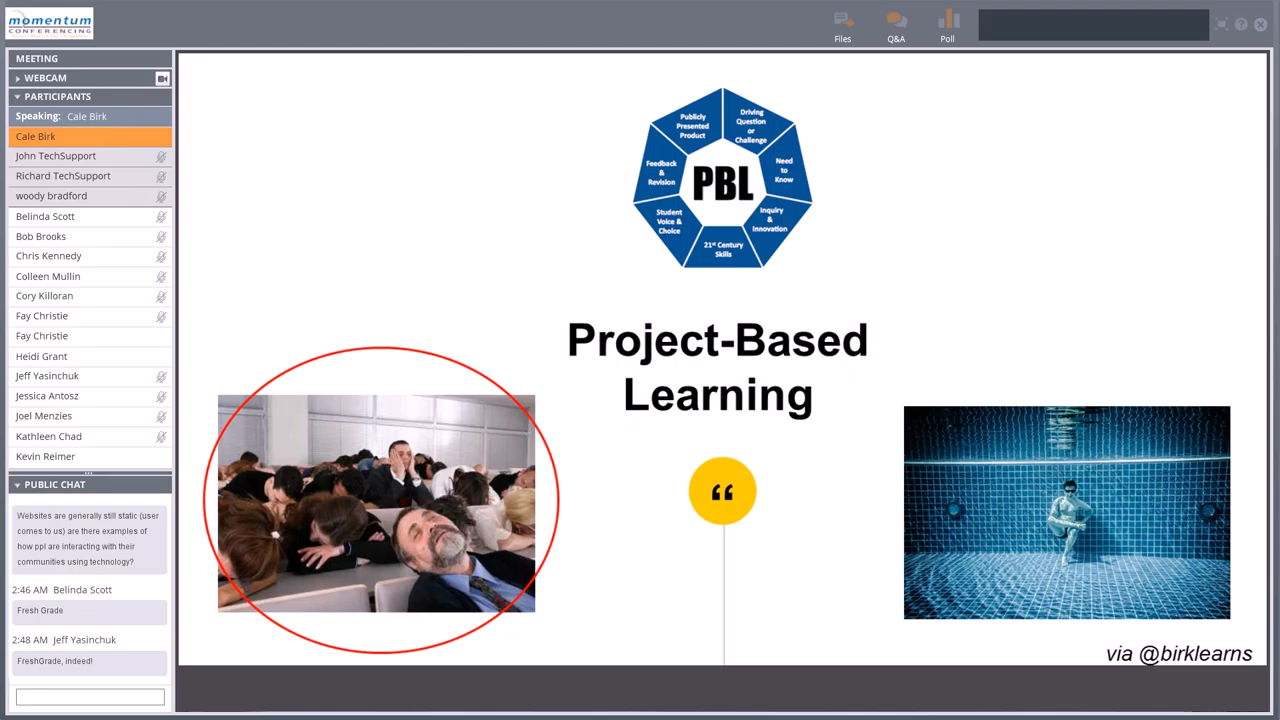 momentum
CONFERENCING
Files
Q&A
Poll
MEETING
WEBCAM
PARTICIPANTS
Speaking: Cale Birk
Cale Birk
John TechSupport
Richard TechSupport
woody bradford
Belinda Scott
Bob Brooks
Chris Kennedy
Colleen Mullin
Cory Killoran
Fay Christie
Fay Christie
Heidi Grant
Jeff Yasinchuk
Jessica Antosz
Joel Menzies
Kathleen Chad
Kevin Reimer
PUBLIC CHAT
Websites are generally still static (user
comes to us) are there examples of
how ppl are interacting with their
communities using technology?
2:46 AM Belinda Scott
Fresh Grade
2:48 AM Jeff Yasinchuk
FreshGrade, indeed!
Publicly
Presented
Product
Driving
Question
or
Challenge
Feedback
&
Revision
PBL
Need
to
Know
Student
Voice &
Choice
Inquiry
&
Innovation
21st Century
Skills
Project-Based
Learning
“
via @birklearns